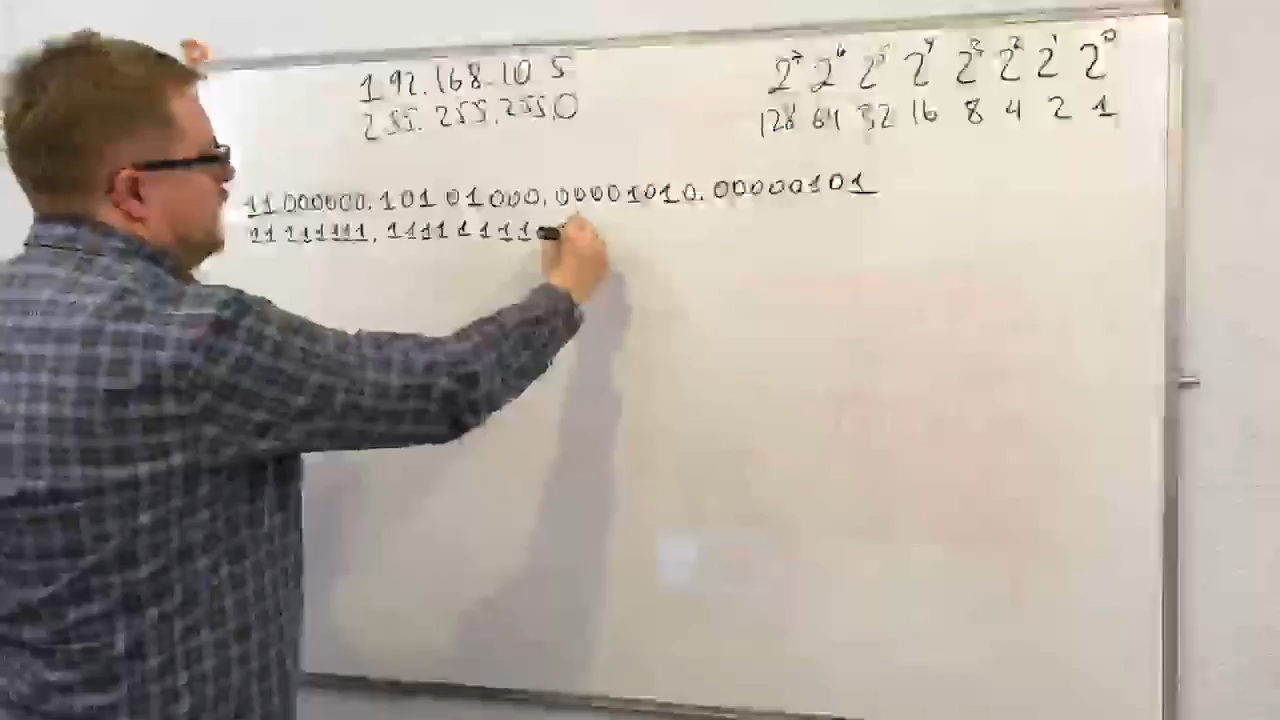 192.168.10.5
255.255.255.0
2⁷ 2⁶ 2⁵ 2⁴ 2³ 2² 2¹ 2⁰
128 64 32 16 8 4 2 1
11000000.10101000.00001010.00000101
11111111.11111111